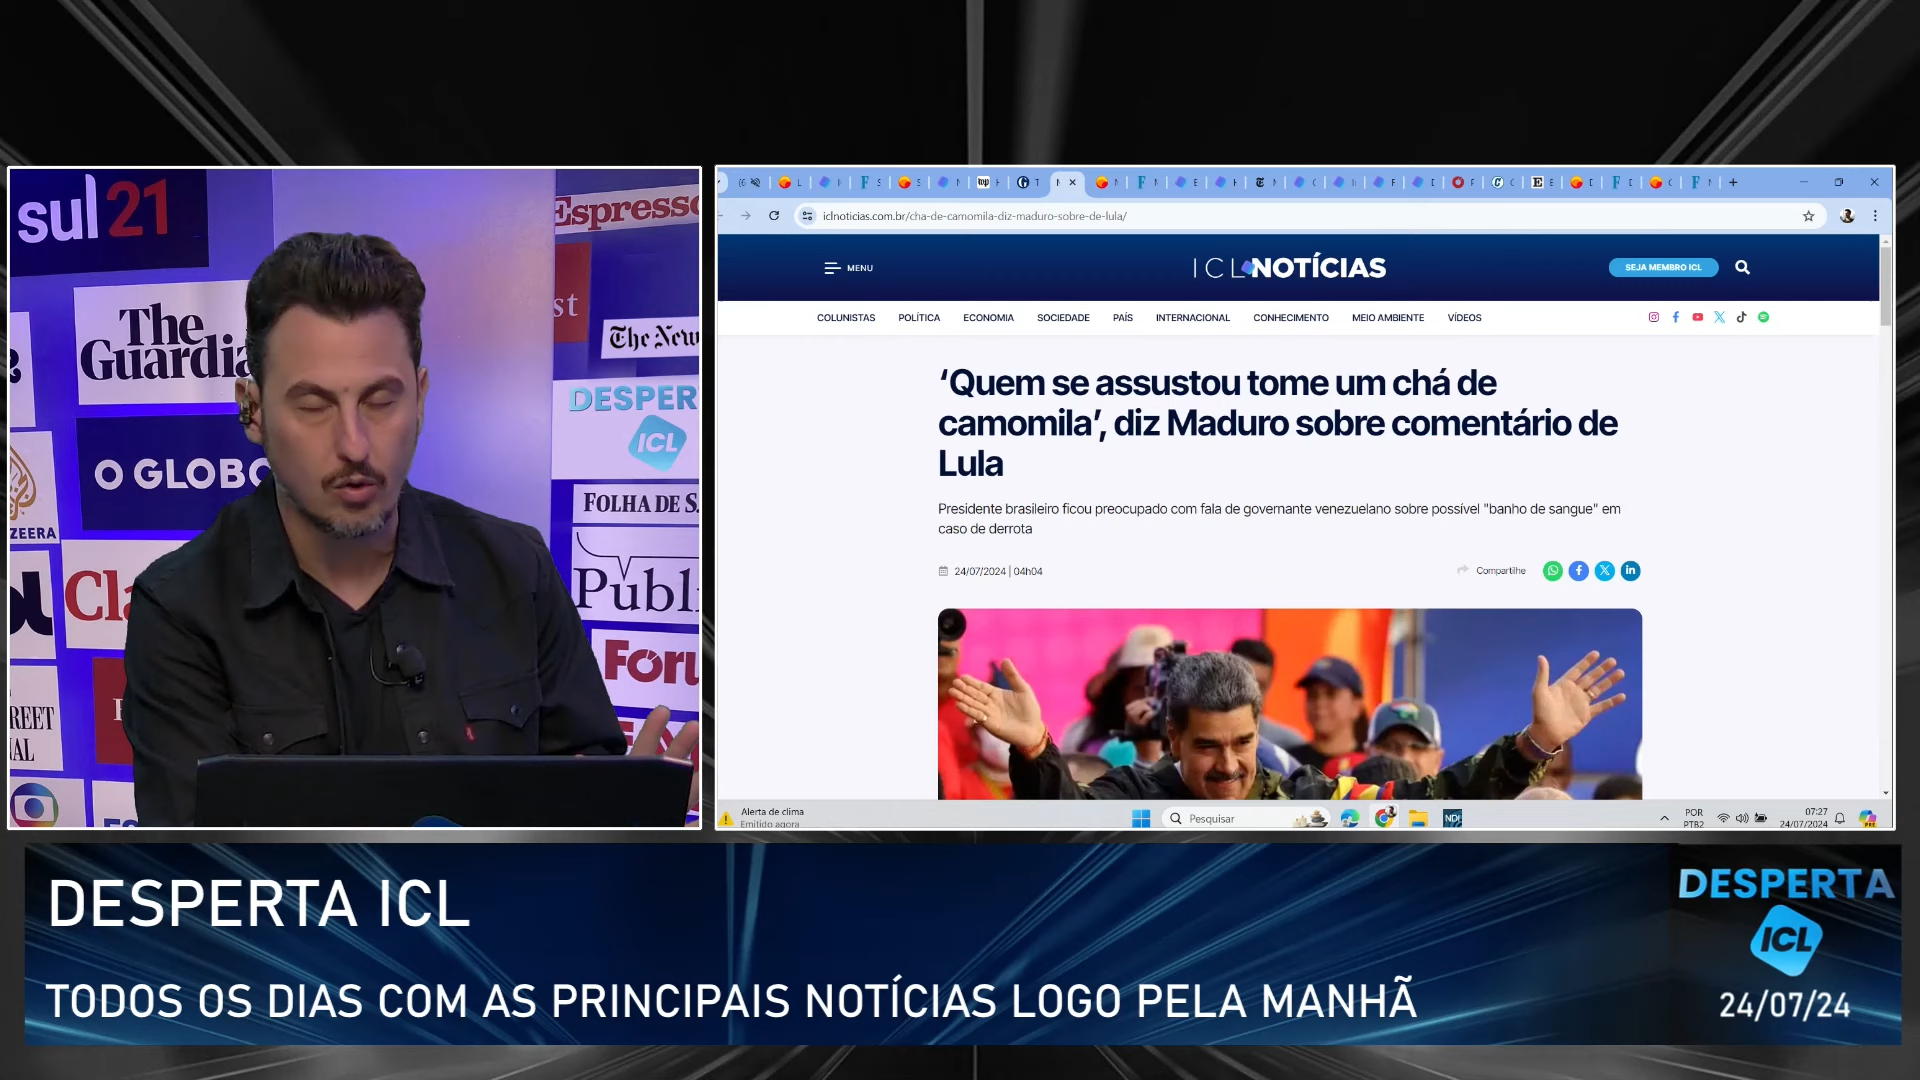 sul21
Espresso
The
Guardia
The New
DESPER
ICL
O GLOBO
FOLHA DE S.
ZEERA
Cla
Públi
Fóru
REET
AL
iclnoticias.com.br/cha-de-camomila-diz-maduro-sobre-de-lula/
MENU
ICL NOTÍCIAS
SEJA MEMBRO ICL
COLUNISTAS POLÍTICA ECONOMIA SOCIEDADE PAÍS INTERNACIONAL CONHECIMENTO MEIO AMBIENTE VÍDEOS
‘Quem se assustou tome um chá de
camomila’, diz Maduro sobre comentário de
Lula
Presidente brasileiro ficou preocupado com fala de governante venezuelano sobre possível "banho de sangue" em
caso de derrota
24/07/2024 | 04h04
Compartilhe
Alerta de clima
Emitido agora
Pesquisar
POR
PTB2
07:27
24/07/2024
DESPERTA ICL
TODOS OS DIAS COM AS PRINCIPAIS NOTÍCIAS LOGO PELA MANHÃ
DESPERTA
ICL
24/07/24